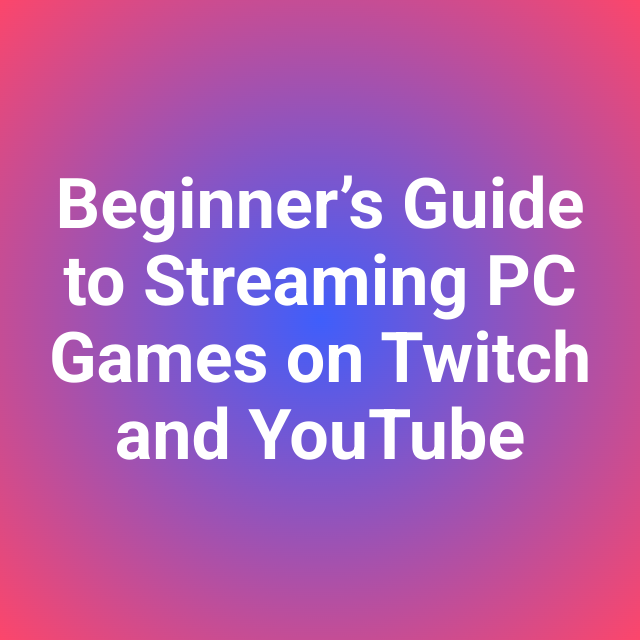 Beginner’s Guide
to Streaming PC
Games on Twitch
and YouTube